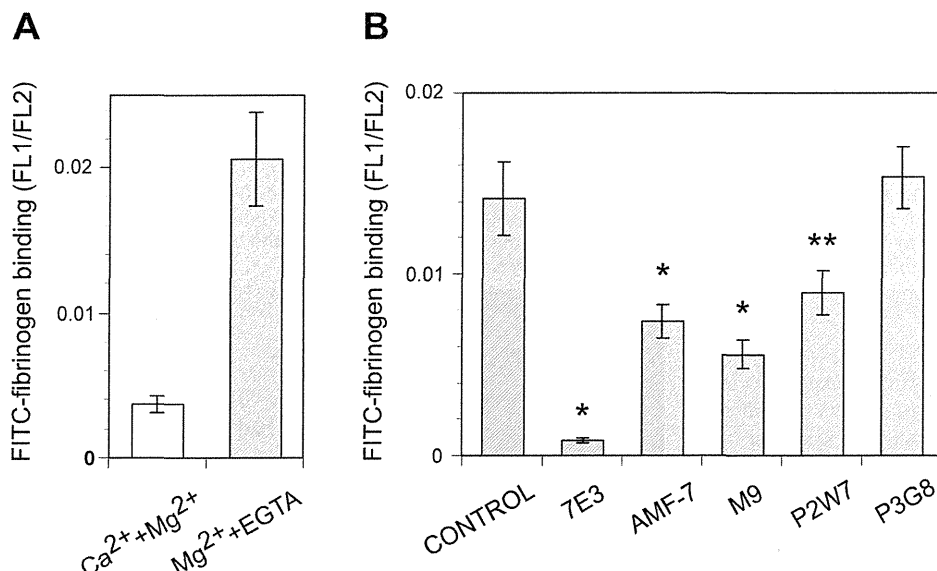 A
FITC-fibrinogen binding (FL1/FL2)
0.02
0.01
0
Ca²⁺+Mg²⁺
Mg²⁺+EGTA
B
FITC-fibrinogen binding (FL1/FL2)
0.02
0.01
0
*
*
*
**
CONTROL
7E3
AMF-7
M9
P2W7
P3G8